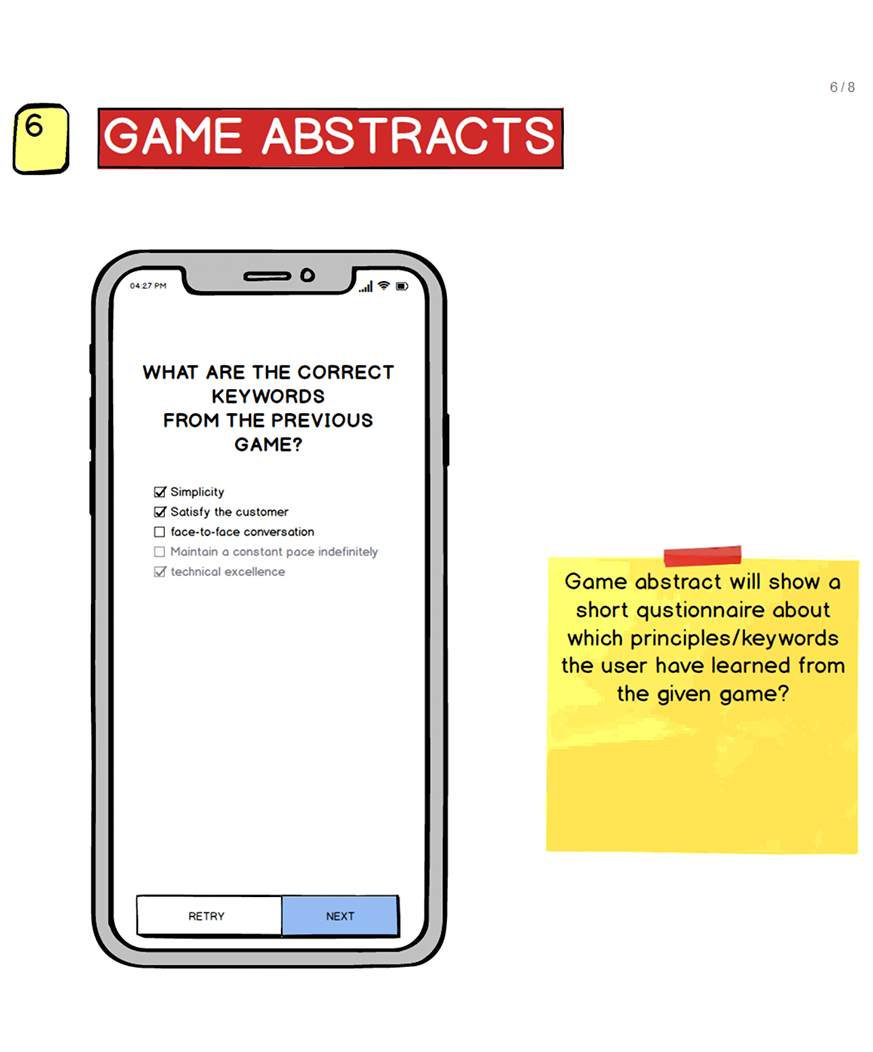 6 / 8
6
GAME ABSTRACTS
04:27 PM
WHAT ARE THE CORRECT
KEYWORDS
FROM THE PREVIOUS
GAME?
Simplicity
Satisfy the customer
face-to-face conversation
Maintain a constant pace indefinitely
technical excellence
RETRY
NEXT
Game abstract will show a
short qustionnaire about
which principles/keywords
the user have learned from
the given game?